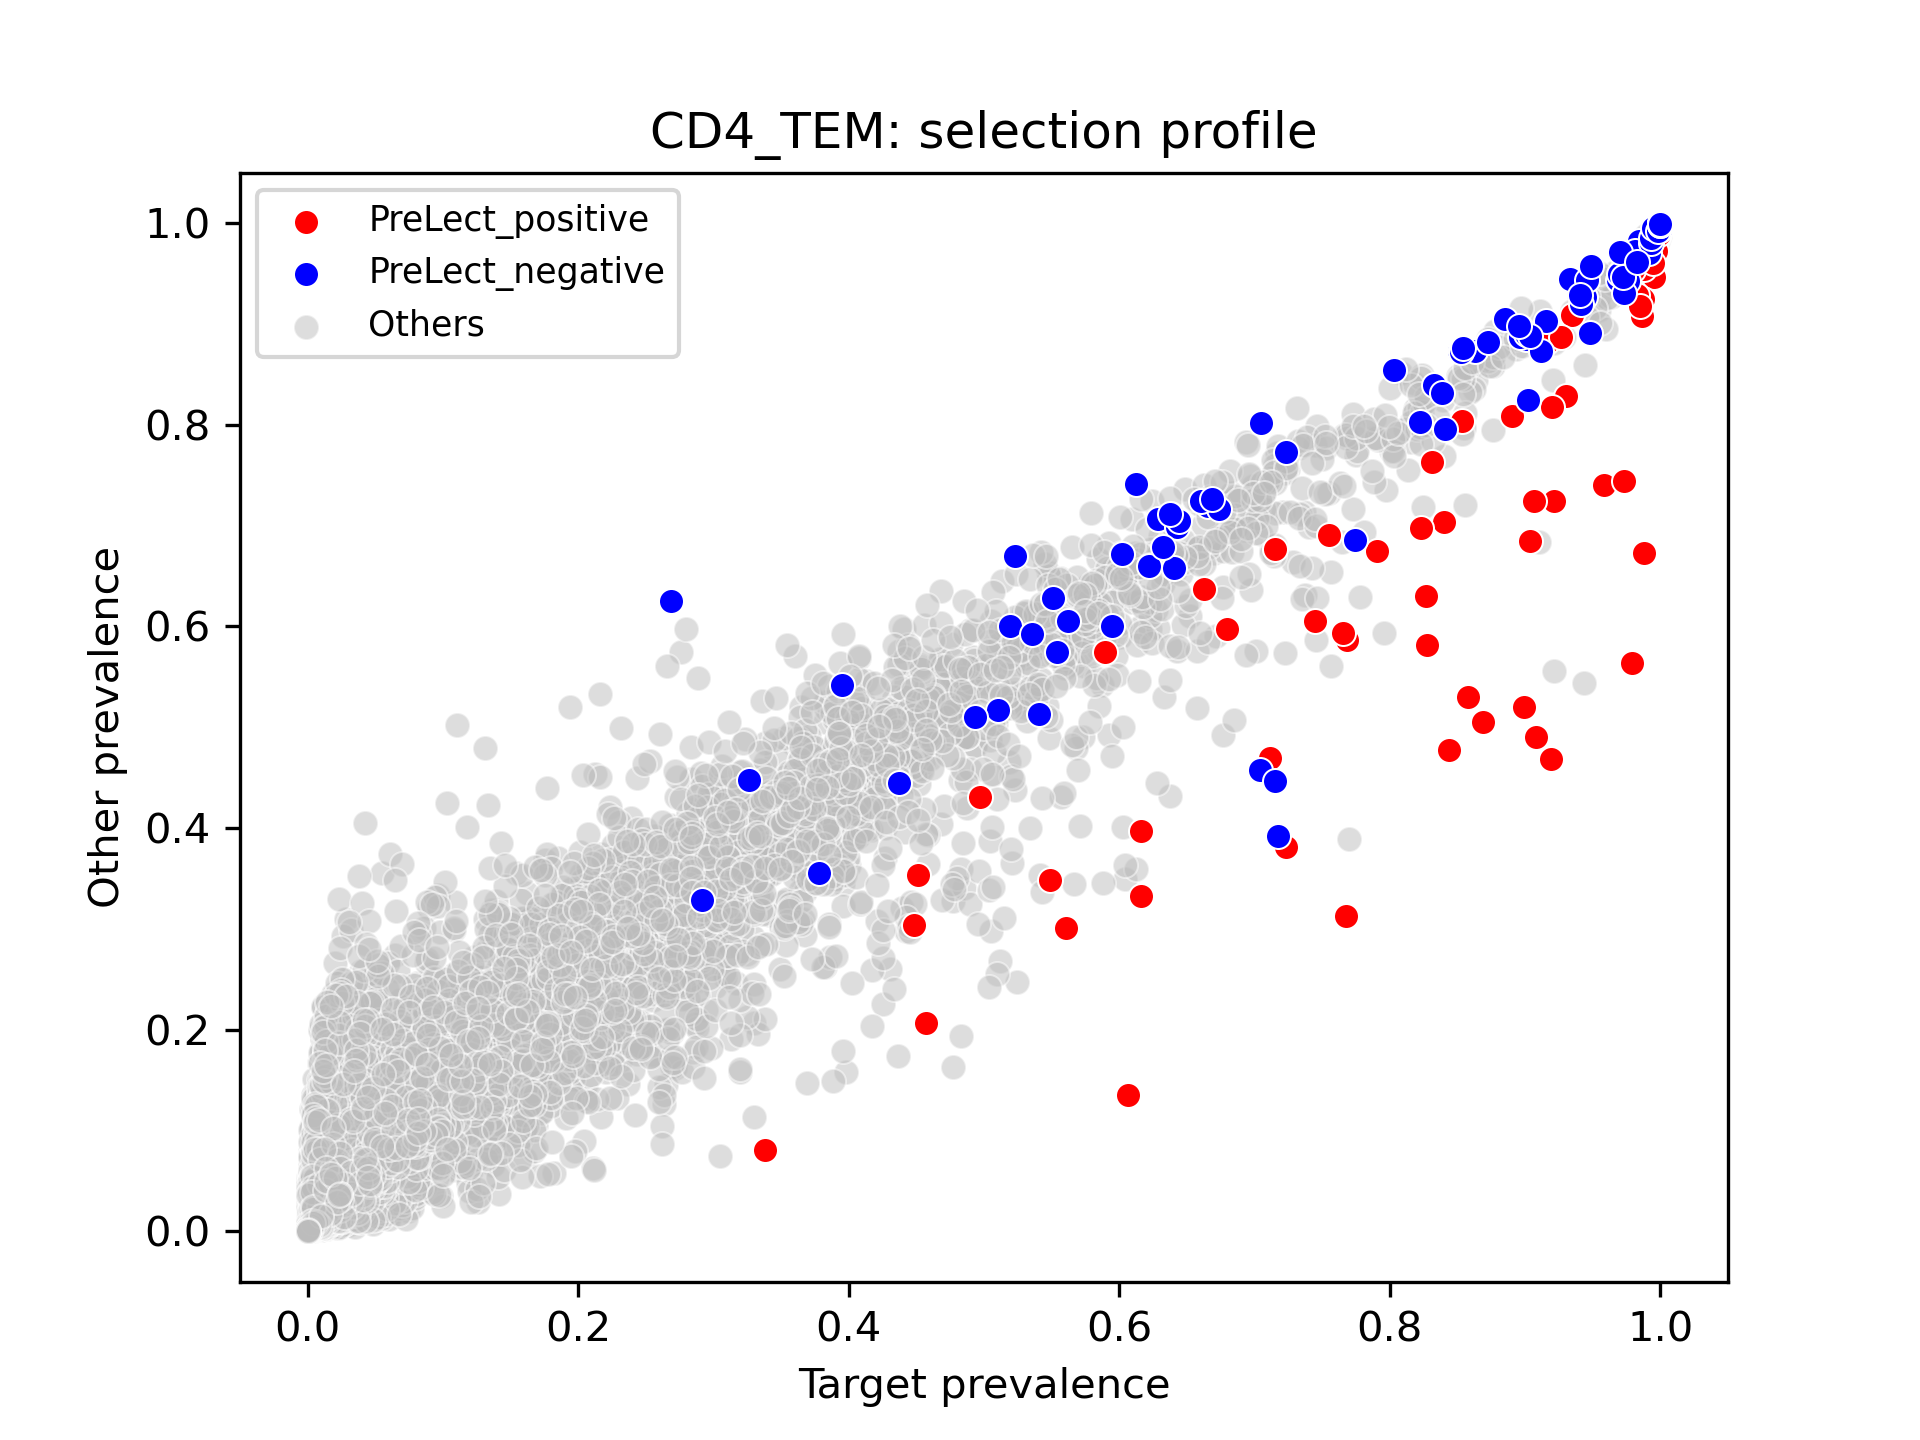 CD4_TEM: selection profile
PreLect_positive
PreLect_negative
Others
1.0
0.8
0.6
0.4
0.2
0.0
Other prevalence
0.0 0.2 0.4 0.6 0.8 1.0
Target prevalence